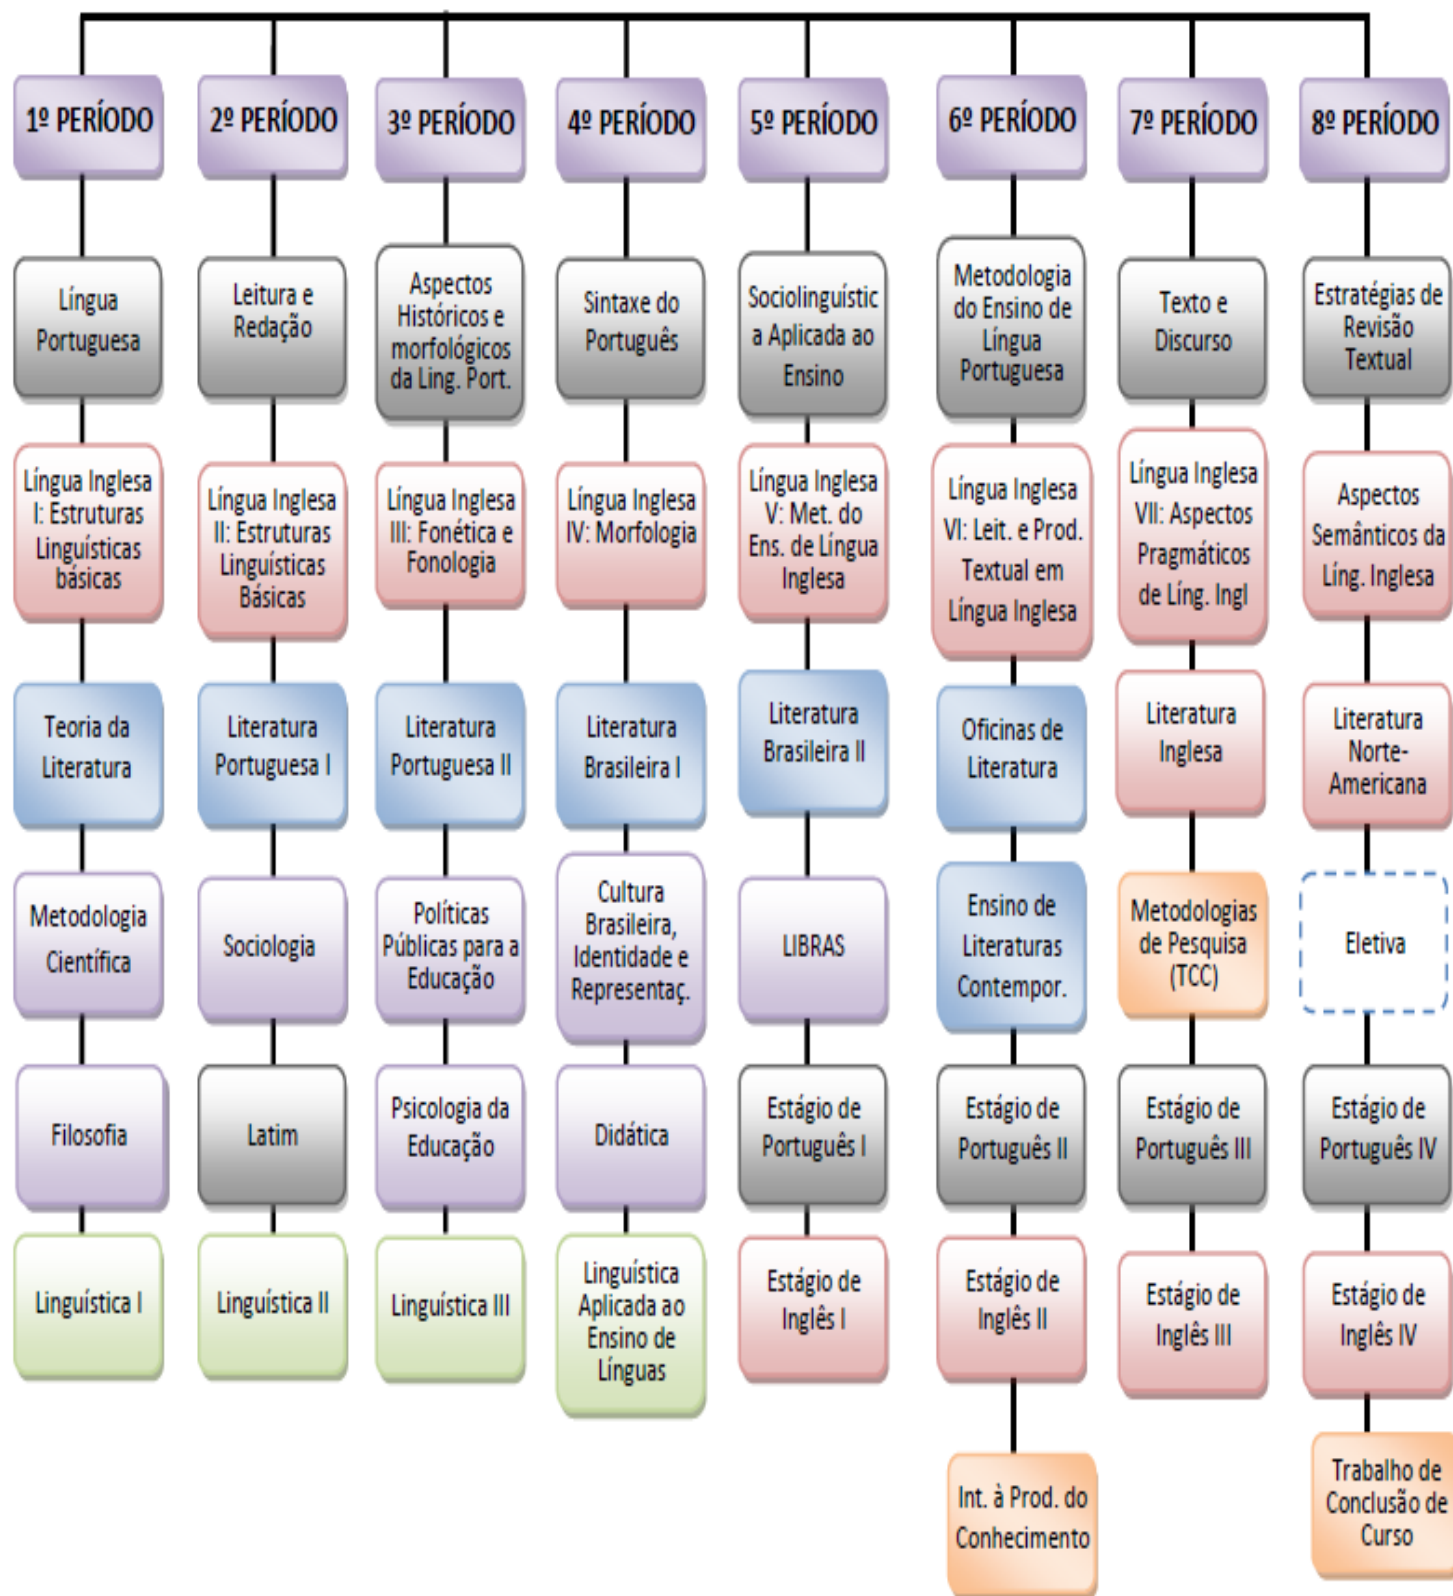 1º PERÍODO
2º PERÍODO
3º PERÍODO
4º PERÍODO
5º PERÍODO
6º PERÍODO
7º PERÍODO
8º PERÍODO
Língua
Portuguesa
Leitura e
Redação
Aspectos
Históricos e
morfológicos
da Ling. Port.
Sintaxe do
Português
Sociolinguístic
a Aplicada ao
Ensino
Metodologia
do Ensino de
Língua
Portuguesa
Texto e
Discurso
Estratégias de
Revisão
Textual
Língua Inglesa
I: Estruturas
Linguísticas
básicas
Língua Inglesa
II: Estruturas
Linguísticas
Básicas
Língua Inglesa
III: Fonética e
Fonologia
Língua Inglesa
IV: Morfologia
Língua Inglesa
V: Met. do
Ens. de Língua
Inglesa
Língua Inglesa
VI: Leit. e Prod.
Textual em
Língua Inglesa
Língua Inglesa
VII: Aspectos
Pragmáticos
de Líng. Ingl
Aspectos
Semânticos da
Líng. Inglesa
Teoria da
Literatura
Literatura
Portuguesa I
Literatura
Portuguesa II
Literatura
Brasileira I
Literatura
Brasileira II
Oficinas de
Literatura
Literatura
Inglesa
Literatura
Norte-
Americana
Metodologia
Científica
Sociologia
Políticas
Públicas para a
Educação
Cultura
Brasileira,
Identidade e
Representaç.
LIBRAS
Ensino de
Literaturas
Contempor.
Metodologias
de Pesquisa
(TCC)
Eletiva
Filosofia
Latim
Psicologia da
Educação
Didática
Estágio de
Português I
Estágio de
Português II
Estágio de
Português III
Estágio de
Português IV
Linguística I
Linguística II
Linguística III
Linguística
Aplicada ao
Ensino de
Línguas
Estágio de
Inglês I
Estágio de
Inglês II
Estágio de
Inglês III
Estágio de
Inglês IV
Int. à Prod. do
Conhecimento
Trabalho de
Conclusão de
Curso